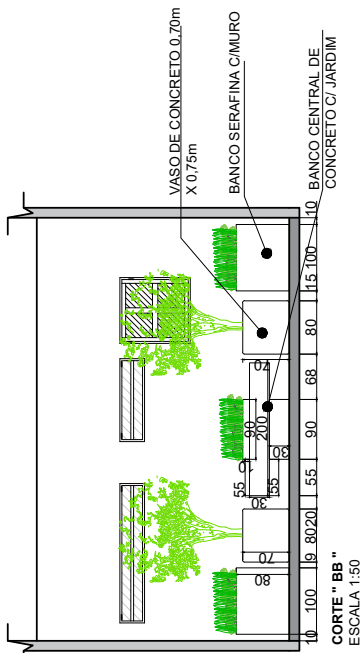 VASO DE CONCRETO 0,70m
X 0,75m
BANCO SERAFINA C/MURO
BANCO CENTRAL DE
CONCRETO C/ JARDIM
70
90
200
10
30
55
30
55
70
80
10 100 9 80 20 55 90 68 80 15 100 10
CORTE " BB "
ESCALA 1:50